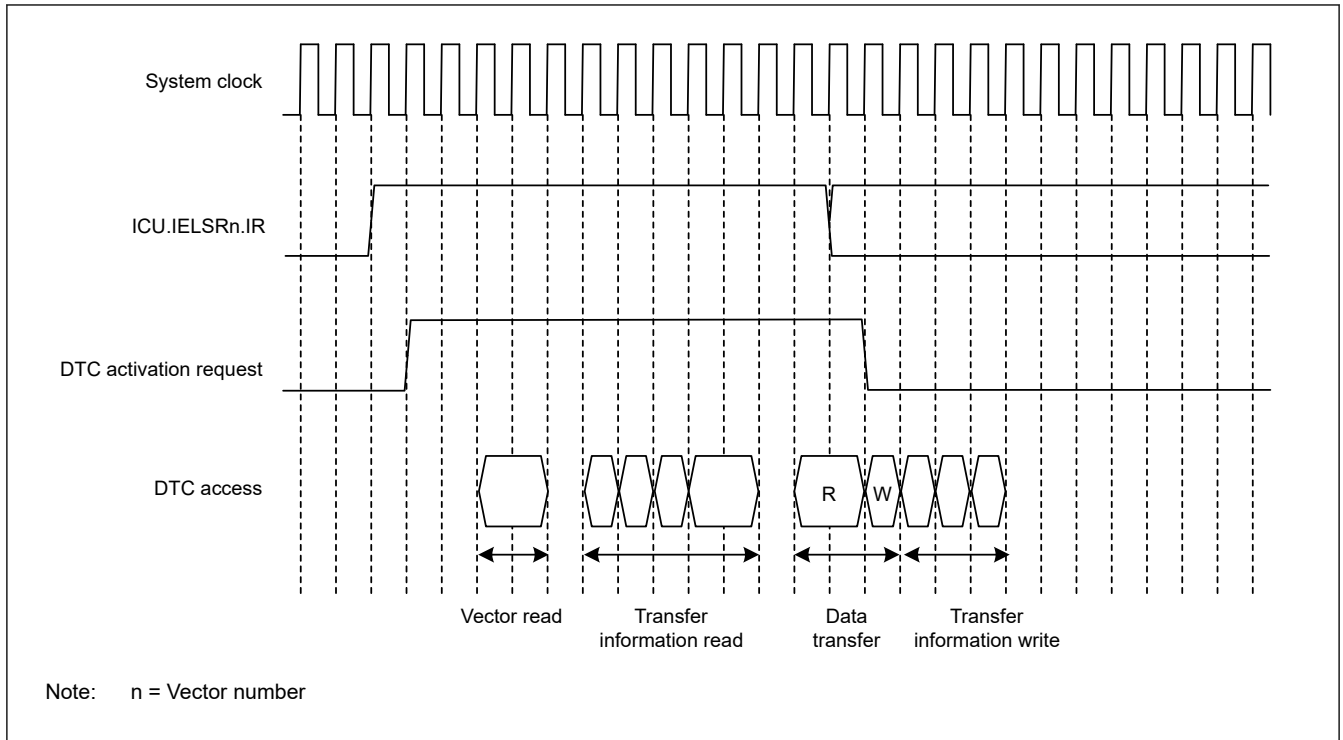 System clock
ICU.IELSRn.IR
DTC activation request
DTC access
R
W
Vector read
Transfer
information read
Data
transfer
Transfer
information write
Note: n = Vector number